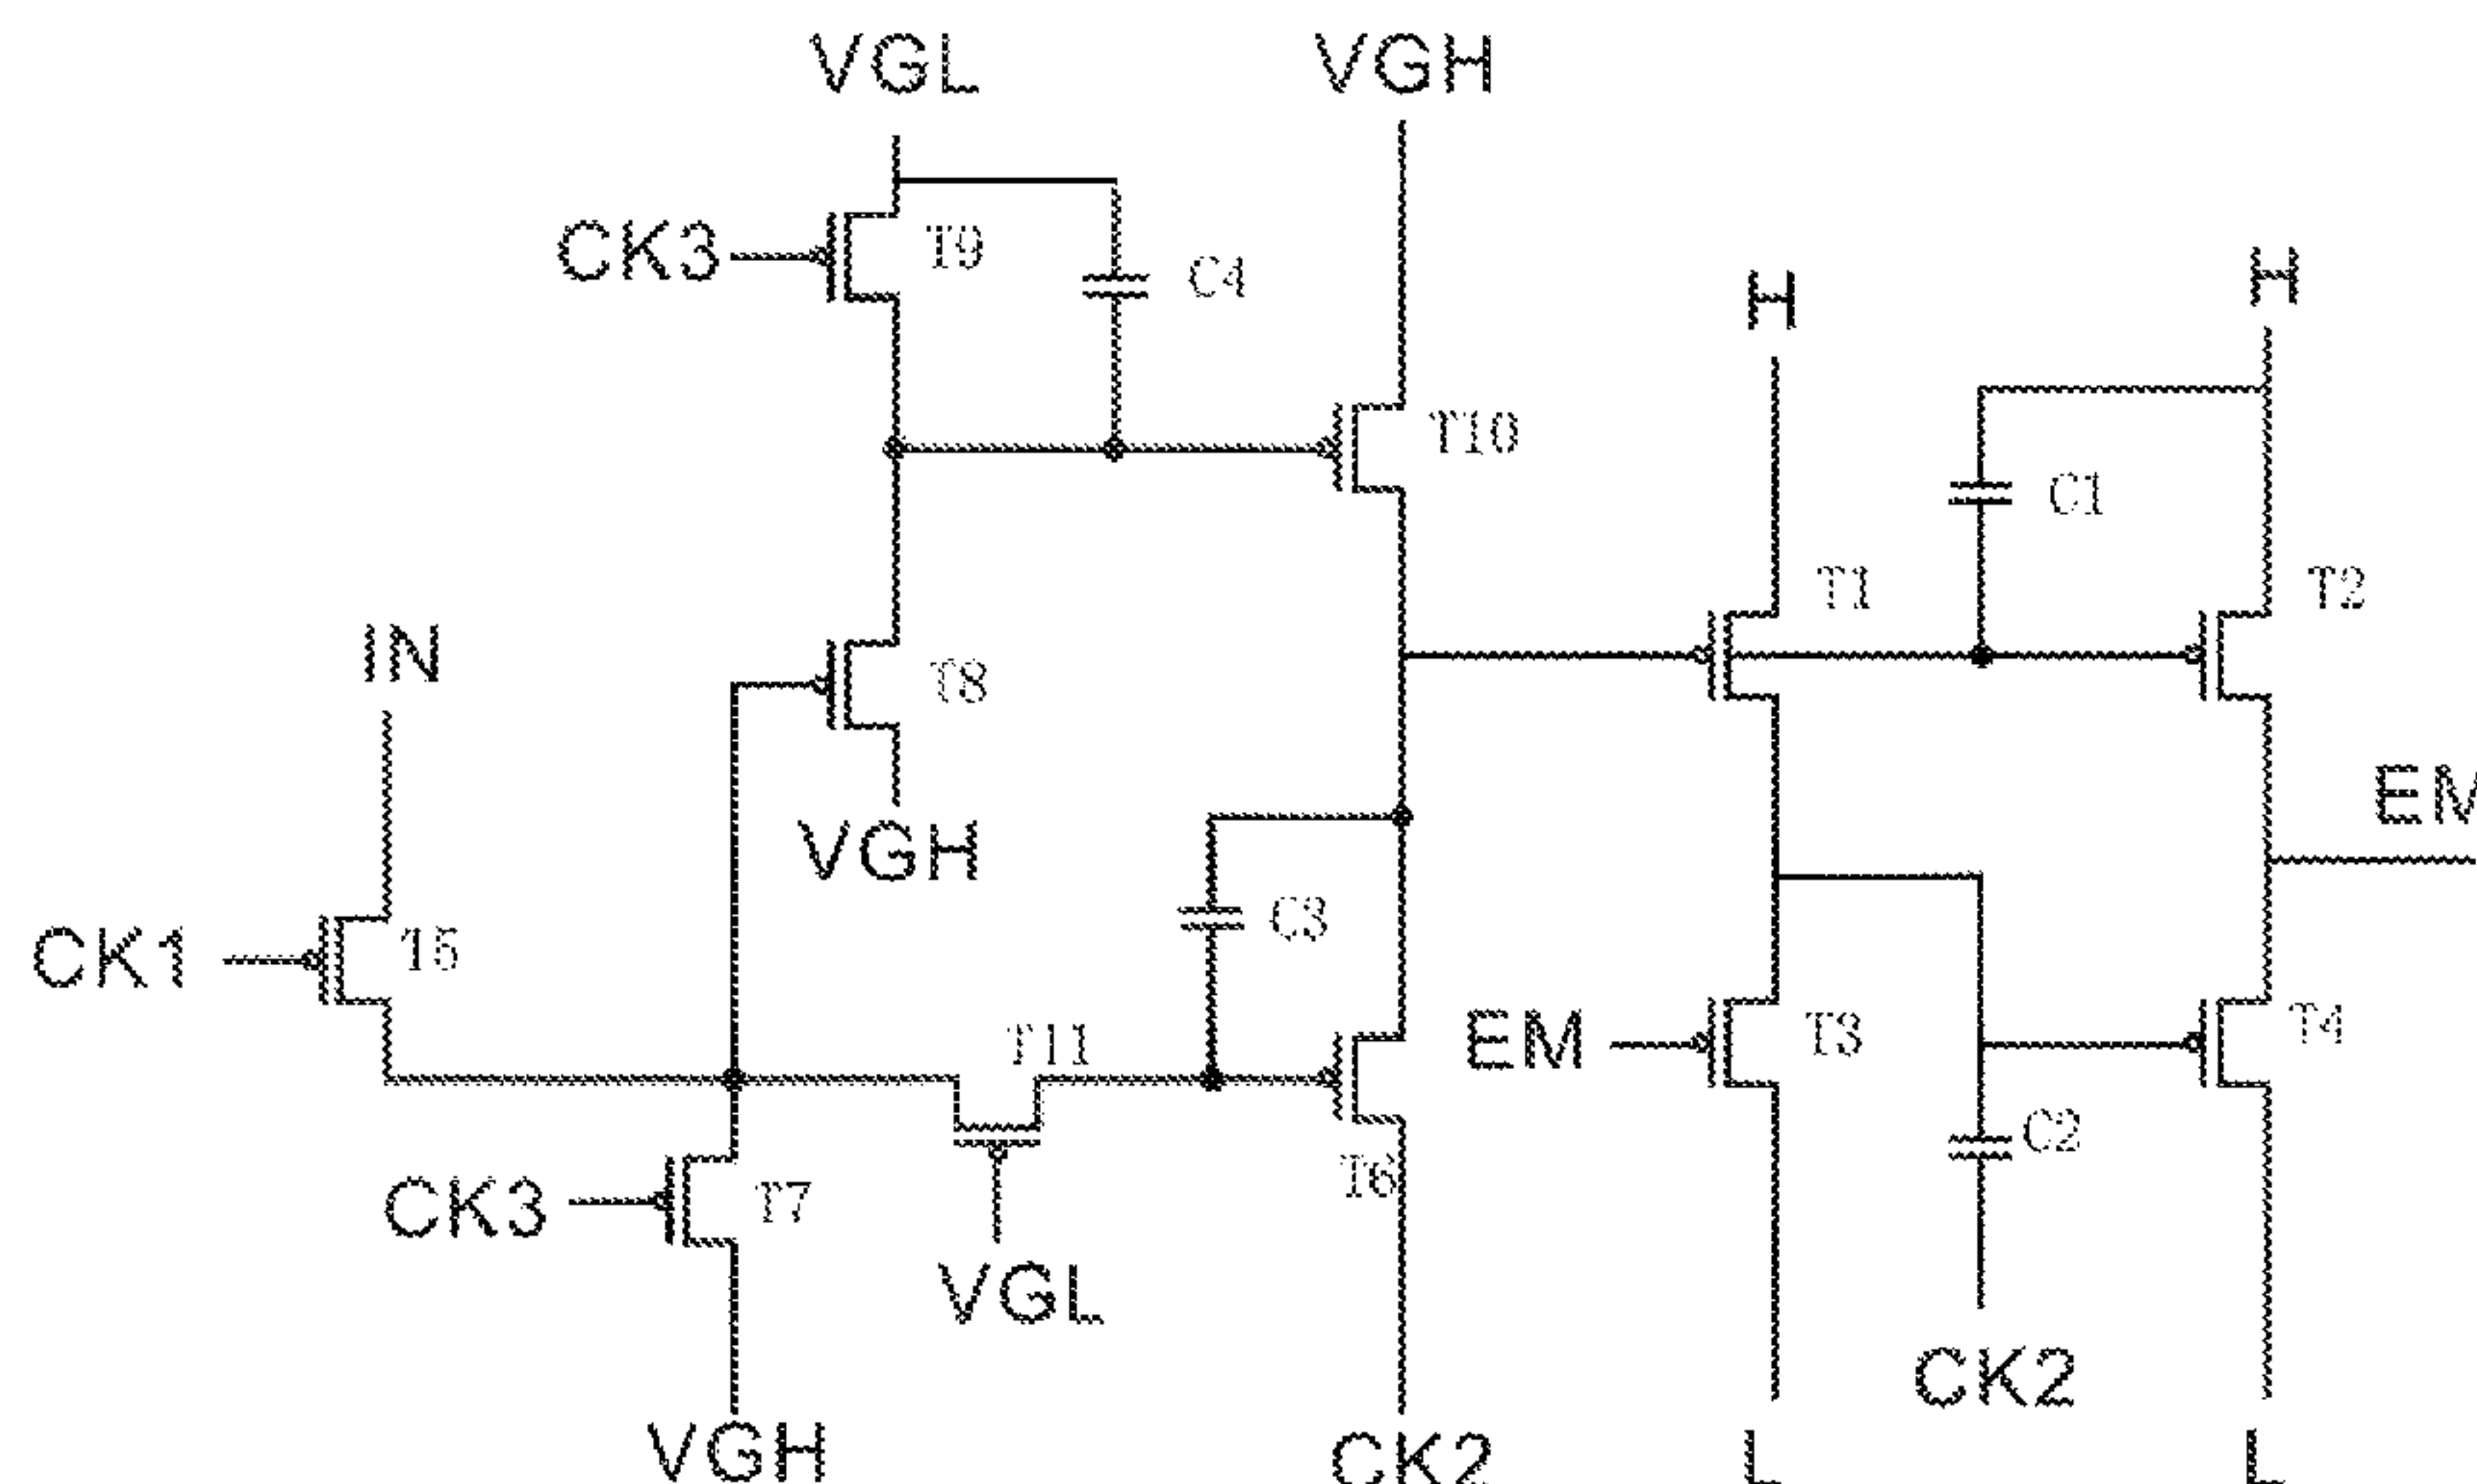 VGL VGH
CK3 T9 C4 H H
T10
C1
T1 T2
IN T8
EM
VGH
C3
CK1 T5
T11 EM T3 T4
C2
T6
CK3 T7
VGL
CK2
VGH CK2 L L